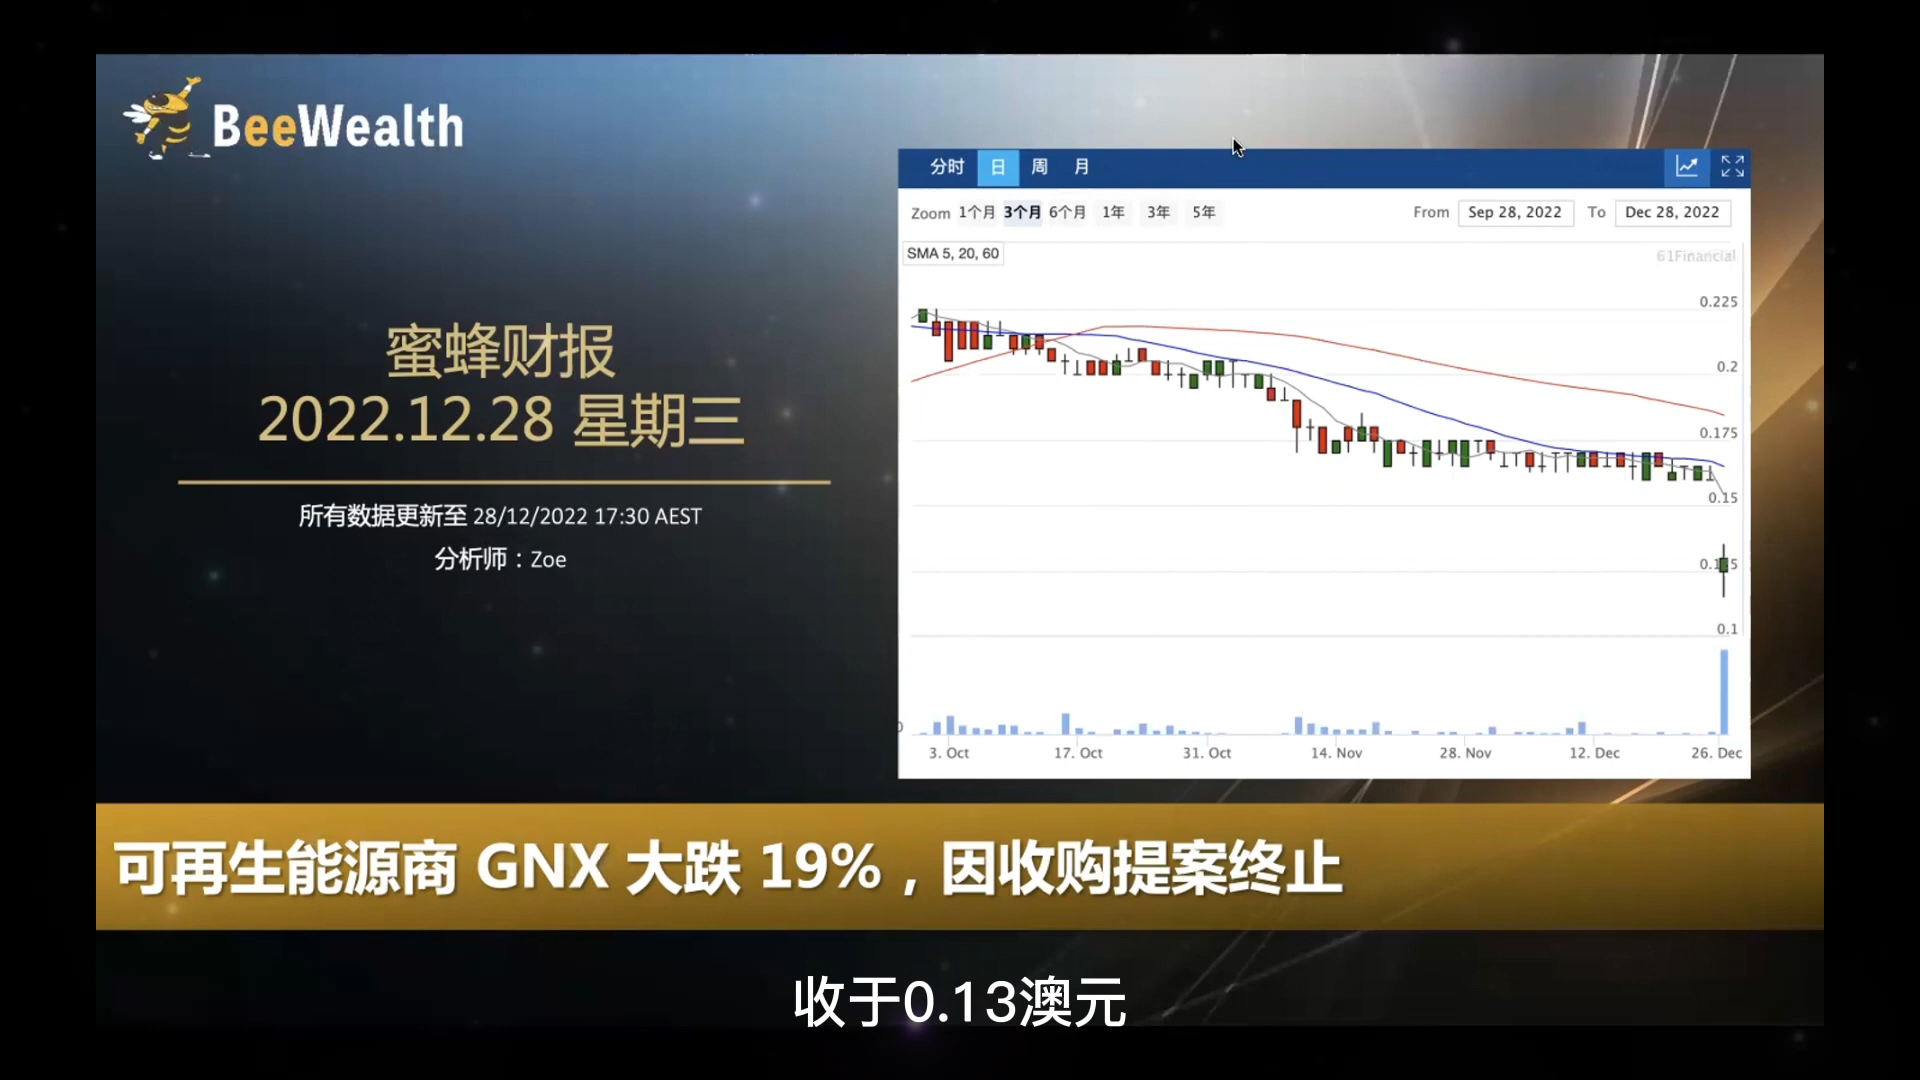 BeeWealth
蜜蜂财报
2022.12.28 星期三
所有数据更新至 28/12/2022 17:30 AEST
分析师：Zoe
分时 日 周 月
Zoom 1个月 3个月 6个月 1年 3年 5年 From Sep 28, 2022 To Dec 28, 2022
SMA 5, 20, 60
61Financial
0.225
0.2
0.175
0.15
0.1
0
3. Oct 17. Oct 31. Oct 14. Nov 28. Nov 12. Dec 26. Dec
可再生能源商 GNX 大跌 19%，因收购提案终止
收于0.13澳元